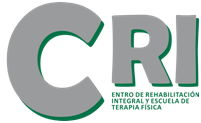 CRI
ENTRO DE REHABILITACIÓN
INTEGRAL Y ESCUELA DE
TERAPIA FÍSICA